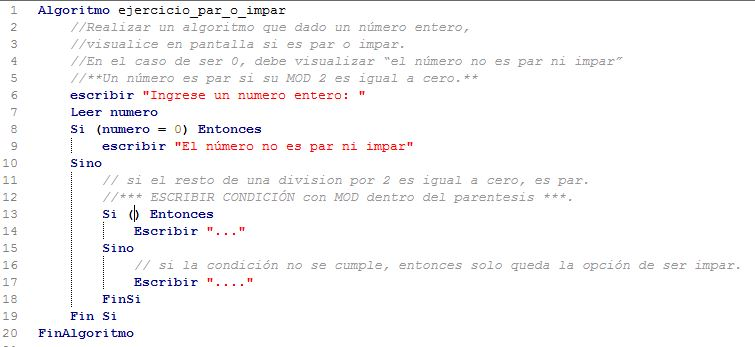 1 Algoritmo ejercicio_par_o_impar
2 //Realizar un algoritmo que dado un número entero,
3 //visualice en pantalla si es par o impar.
4 //En el caso de ser 0, debe visualizar “el número no es par ni impar”
5 //**Un número es par si su MOD 2 es igual a cero.**
6 escribir "Ingrese un numero entero: "
7 Leer numero
8 Si (numero = 0) Entonces
9 escribir "El número no es par ni impar"
10 Sino
11 // si el resto de una division por 2 es igual a cero, es par.
12 //*** ESCRIBIR CONDICIÓN con MOD dentro del parentesis ***.
13 Si () Entonces
14 Escribir "..."
15 Sino
16 // si la condición no se cumple, entonces solo queda la opción de ser impar.
17 Escribir "...."
18 FinSi
19 Fin Si
20 FinAlgoritmo